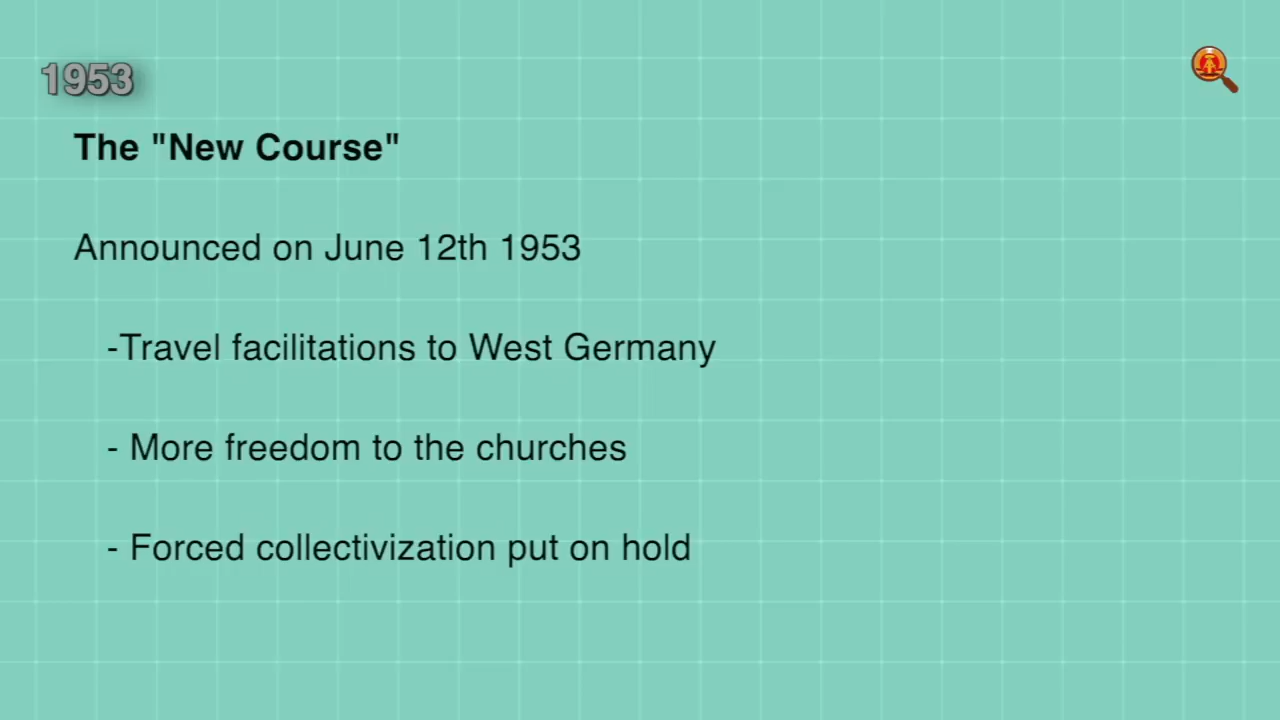 1953
The "New Course"
Announced on June 12th 1953
-Travel facilitations to West Germany
- More freedom to the churches
- Forced collectivization put on hold